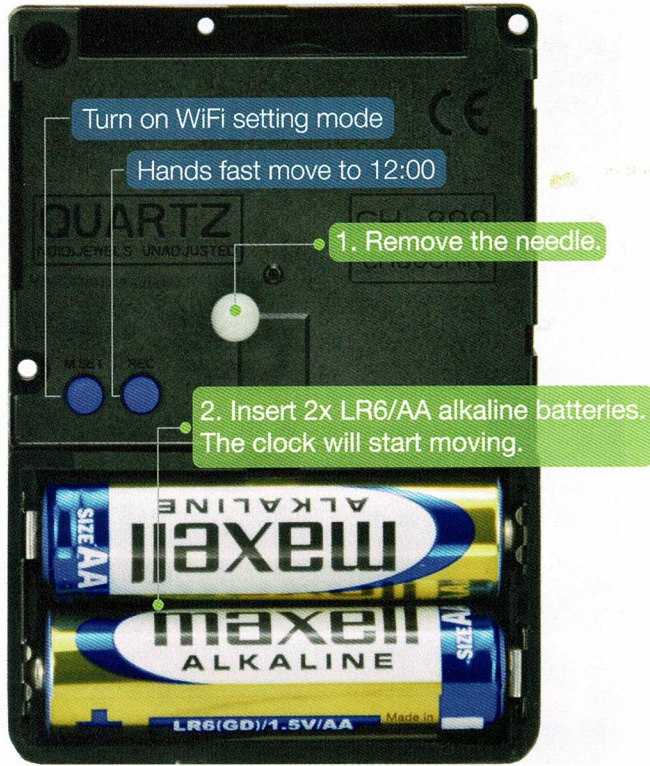 Turn on WiFi setting mode
CE
Hands fast move to 12:00
QUARTZ
UNADJUSTED
1. Remove the needle.
M.SET
REC
2. Insert 2x LR6/AA alkaline batteries.
The clock will start moving.
SIZE AA
maxell
ALKALINE
maxell
ALKALINE
SIZE AA
LR6(GD)/1.5V/AA
Made in